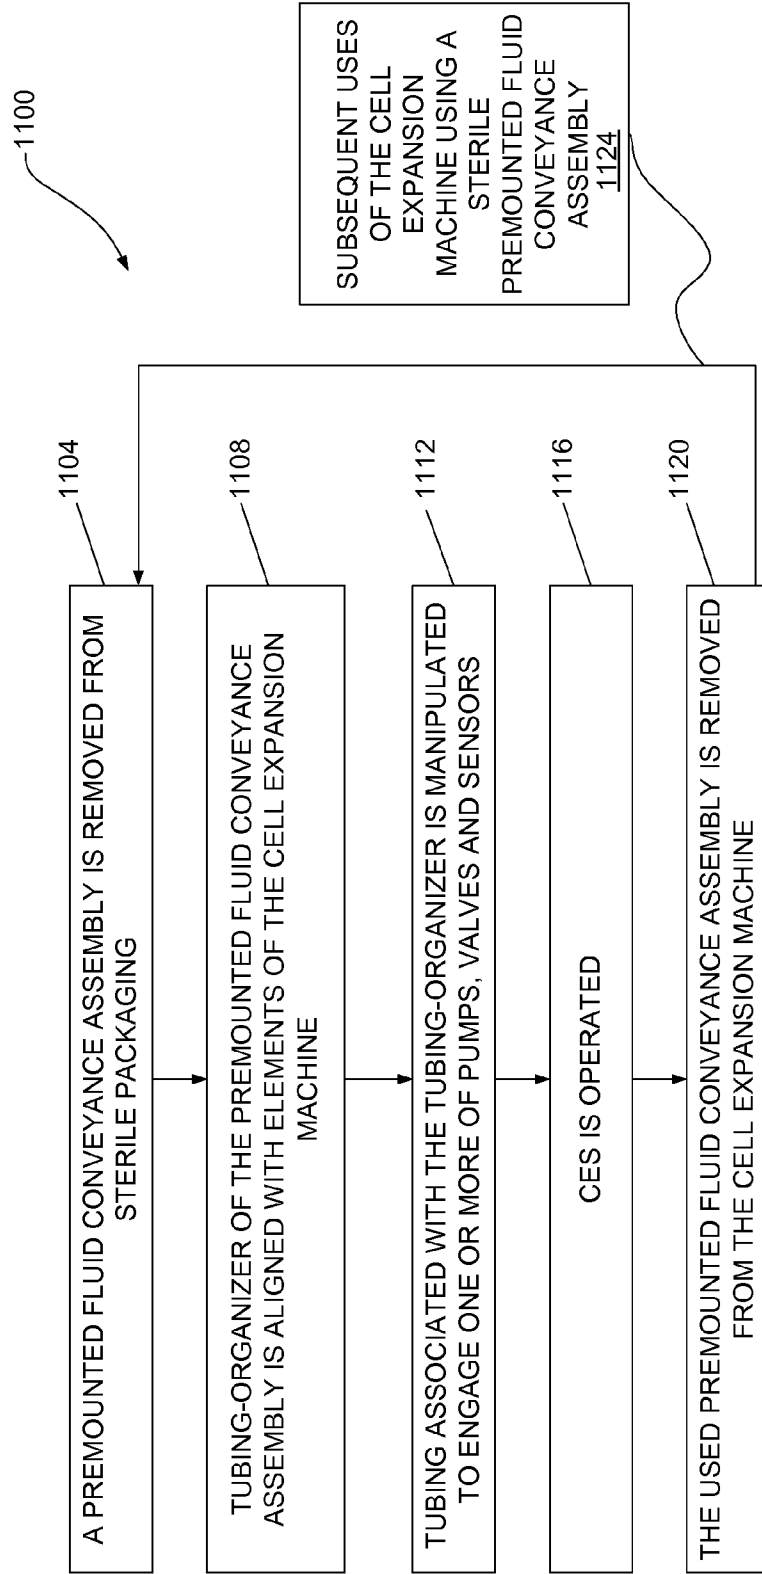 1100
1104
A PREMOUNTED FLUID CONVEYANCE ASSEMBLY IS REMOVED FROM
STERILE PACKAGING
1108
TUBING-ORGANIZER OF THE PREMOUNTED FLUID CONVEYANCE
ASSEMBLY IS ALIGNED WITH ELEMENTS OF THE CELL EXPANSION
MACHINE
1112
TUBING ASSOCIATED WITH THE TUBING-ORGANIZER IS MANIPULATED
TO ENGAGE ONE OR MORE OF PUMPS, VALVES AND SENSORS
1116
CES IS OPERATED
1120
THE USED PREMOUNTED FLUID CONVEYANCE ASSEMBLY IS REMOVED
FROM THE CELL EXPANSION MACHINE
SUBSEQUENT USES
OF THE CELL
EXPANSION
MACHINE USING A
STERILE
PREMOUNTED FLUID
CONVEYANCE
ASSEMBLY
1124